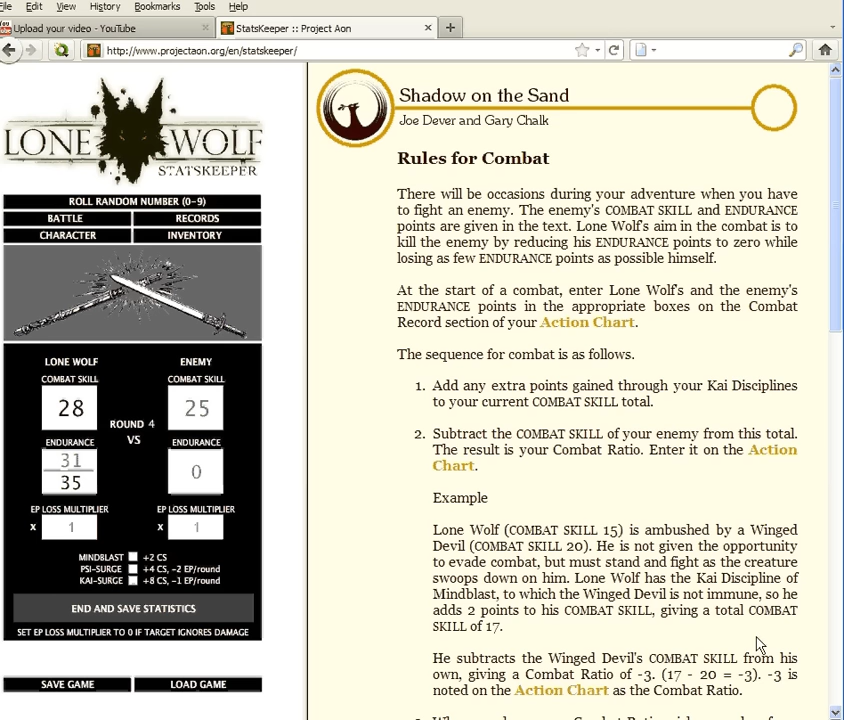 File Edit View History Bookmarks Tools Help
Upload your video - YouTube
StatsKeeper :: Project Aon
http://www.projectaon.org/en/statskeeper/
LONE WOLF
STATSKEEPER
ROLL RANDOM NUMBER (0-9)
BATTLE RECORDS
CHARACTER INVENTORY
LONE WOLF ENEMY
COMBAT SKILL COMBAT SKILL
28 25
ROUND 4
VS
ENDURANCE ENDURANCE
31 0
35
EP LOSS MULTIPLIER EP LOSS MULTIPLIER
X 1 X 1
MINDBLAST +2 CS
PSI-SURGE +4 CS, -2 EP/round
KAI-SURGE +8 CS, -1 EP/round
END AND SAVE STATISTICS
SET EP LOSS MULTIPLIER TO 0 IF TARGET IGNORES DAMAGE
SAVE GAME LOAD GAME
Shadow on the Sand
Joe Dever and Gary Chalk
Rules for Combat
There will be occasions during your adventure when you have
to fight an enemy. The enemy's COMBAT SKILL and ENDURANCE
points are given in the text. Lone Wolf's aim in the combat is to
kill the enemy by reducing his ENDURANCE points to zero while
losing as few ENDURANCE points as possible himself.
At the start of a combat, enter Lone Wolf's and the enemy's
ENDURANCE points in the appropriate boxes on the Combat
Record section of your Action Chart.
The sequence for combat is as follows.
1. Add any extra points gained through your Kai Disciplines
to your current COMBAT SKILL total.
2. Subtract the COMBAT SKILL of your enemy from this total.
The result is your Combat Ratio. Enter it on the Action
Chart.
Example
Lone Wolf (COMBAT SKILL 15) is ambushed by a Winged
Devil (COMBAT SKILL 20). He is not given the opportunity
to evade combat, but must stand and fight as the creature
swoops down on him. Lone Wolf has the Kai Discipline of
Mindblast, to which the Winged Devil is not immune, so he
adds 2 points to his COMBAT SKILL, giving a total COMBAT
SKILL of 17.
He subtracts the Winged Devil's COMBAT SKILL from his
own, giving a Combat Ratio of -3. (17 - 20 = -3). -3 is
noted on the Action Chart as the Combat Ratio.